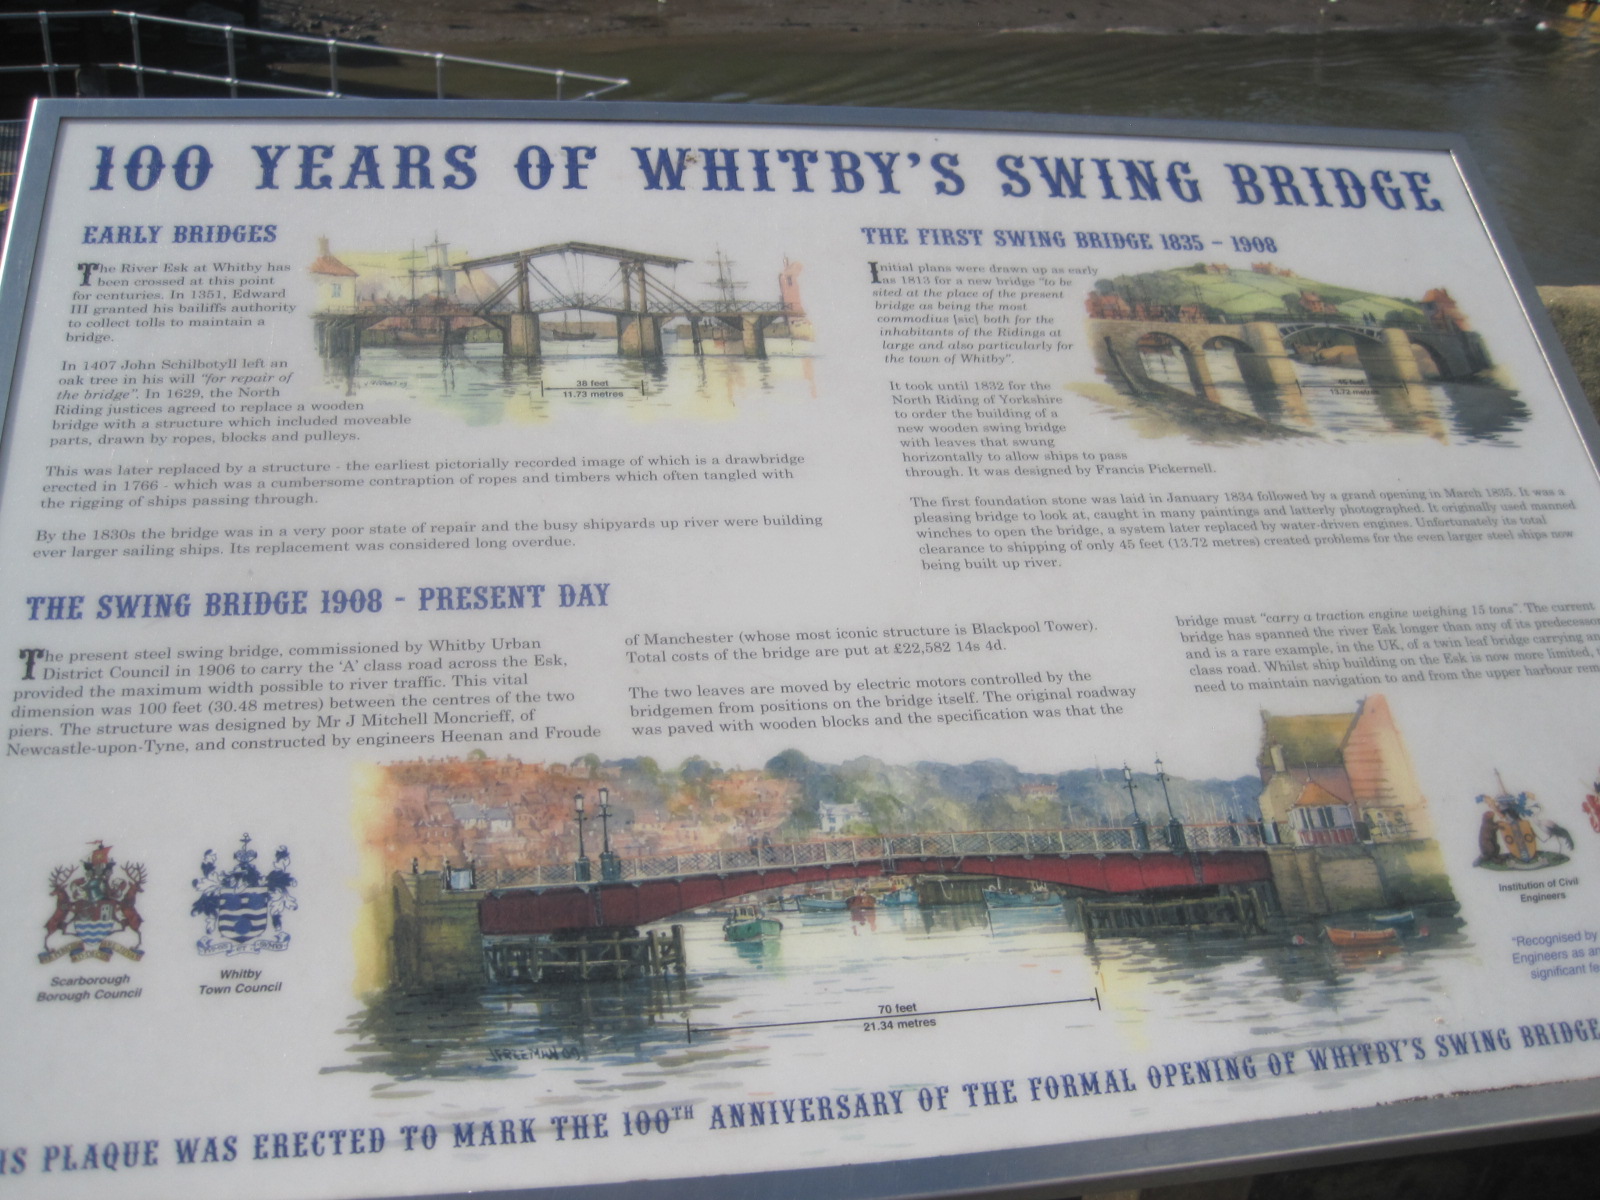 100 YEARS OF WHITBY'S SWING BRIDGE
EARLY BRIDGES
The River Esk at Whitby has
been crossed at this point
for centuries. In 1351, Edward
III granted his bailiffs authority
to collect tolls to maintain a
bridge.
In 1407 John Schilbotyll left an
oak tree in his will "for repair of
the bridge". In 1629, the North
Riding justices agreed to replace a wooden
bridge with a structure which included moveable
parts, drawn by ropes, blocks and pulleys.
This was later replaced by a structure - the earliest pictorially recorded image of which is a drawbridge
erected in 1766 - which was a cumbersome contraption of ropes and timbers which often tangled with
the rigging of ships passing through.
By the 1830s the bridge was in a very poor state of repair and the busy shipyards up river were building
ever larger sailing ships. Its replacement was considered long overdue.
38 feet
11.73 metres
THE FIRST SWING BRIDGE 1835 - 1908
Initial plans were drawn up as early
as 1813 for a new bridge "to be
sited at the place of the present
bridge as being the most
commodius [sic] both for the
inhabitants of the Ridings at
large and also particularly for
the town of Whitby".
It took until 1832 for the
North Riding of Yorkshire
to order the building of a
new wooden swing bridge
with leaves that swung
horizontally to allow ships to pass
through. It was designed by Francis Pickernell.
The first foundation stone was laid in January 1834 followed by a grand opening in March 1835. It was a
pleasing bridge to look at, caught in many paintings and latterly photographed. It originally used manned
winches to open the bridge, a system later replaced by water-driven engines. Unfortunately its total
clearance to shipping of only 45 feet (13.72 metres) created problems for the even larger steel ships now
being built up river.
45 feet
13.72 metres
THE SWING BRIDGE 1908 - PRESENT DAY
The present steel swing bridge, commissioned by Whitby Urban
District Council in 1906 to carry the 'A' class road across the Esk,
provided the maximum width possible to river traffic. This vital
dimension was 100 feet (30.48 metres) between the centres of the two
piers. The structure was designed by Mr J Mitchell Moncrieff, of
Newcastle-upon-Tyne, and constructed by engineers Heenan and Froude
of Manchester (whose most iconic structure is Blackpool Tower).
Total costs of the bridge are put at £22,582 14s 4d.
The two leaves are moved by electric motors controlled by the
bridgemen from positions on the bridge itself. The original roadway
was paved with wooden blocks and the specification was that the
bridge must "carry a traction engine weighing 15 tons". The current
bridge has spanned the river Esk longer than any of its predecessor
and is a rare example, in the UK, of a twin leaf bridge carrying an
class road. Whilst ship building on the Esk is now more limited,
need to maintain navigation to and from the upper harbour rem
Scarborough
Borough Council
Whitby
Town Council
70 feet
21.34 metres
J FREEMAN 09
Institution of Civil
Engineers
"Recognised by
Engineers as an
significant fe
IS PLAQUE WAS ERECTED TO MARK THE 100TH ANNIVERSARY OF THE FORMAL OPENING OF WHITBY'S SWING BRIDGE